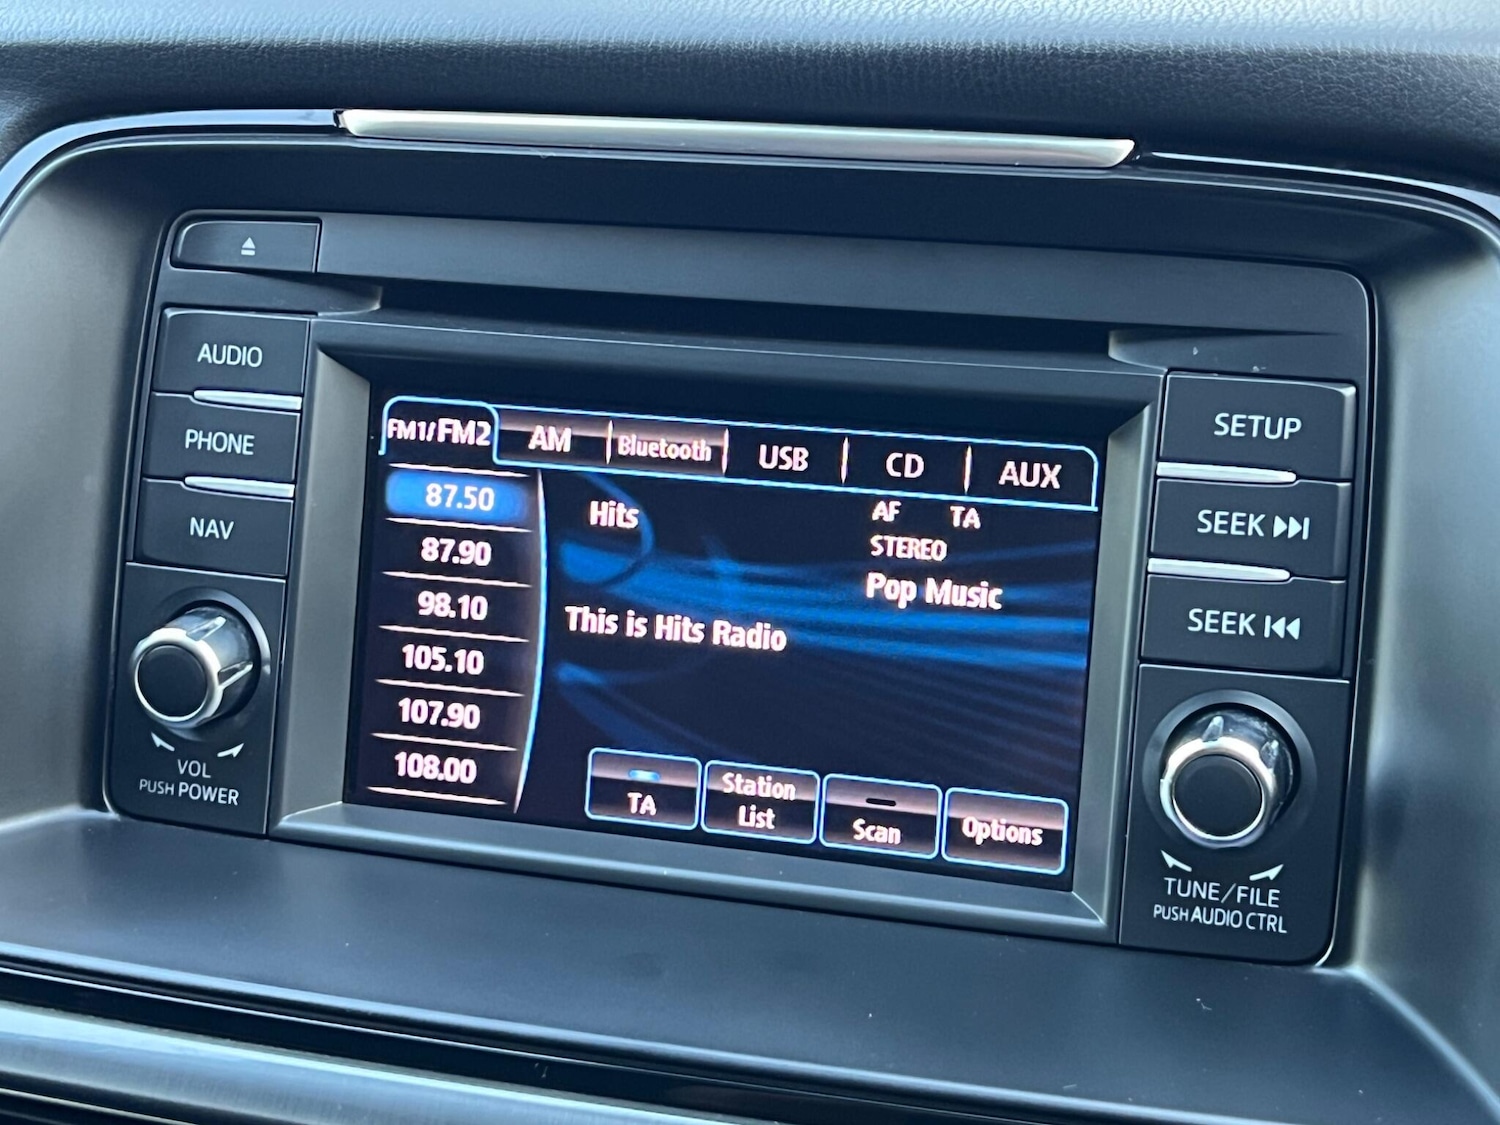 AUDIO
PHONE
NAV
VOL
PUSH POWER
FM1/FM2 AM Bluetooth USB CD AUX
87.50
87.90
98.10
105.10
107.90
108.00
Hits
AF TA
STEREO
Pop Music
This is Hits Radio
TA
Station
List
Scan
Options
SETUP
SEEK
SEEK
TUNE/FILE
PUSH AUDIO CTRL